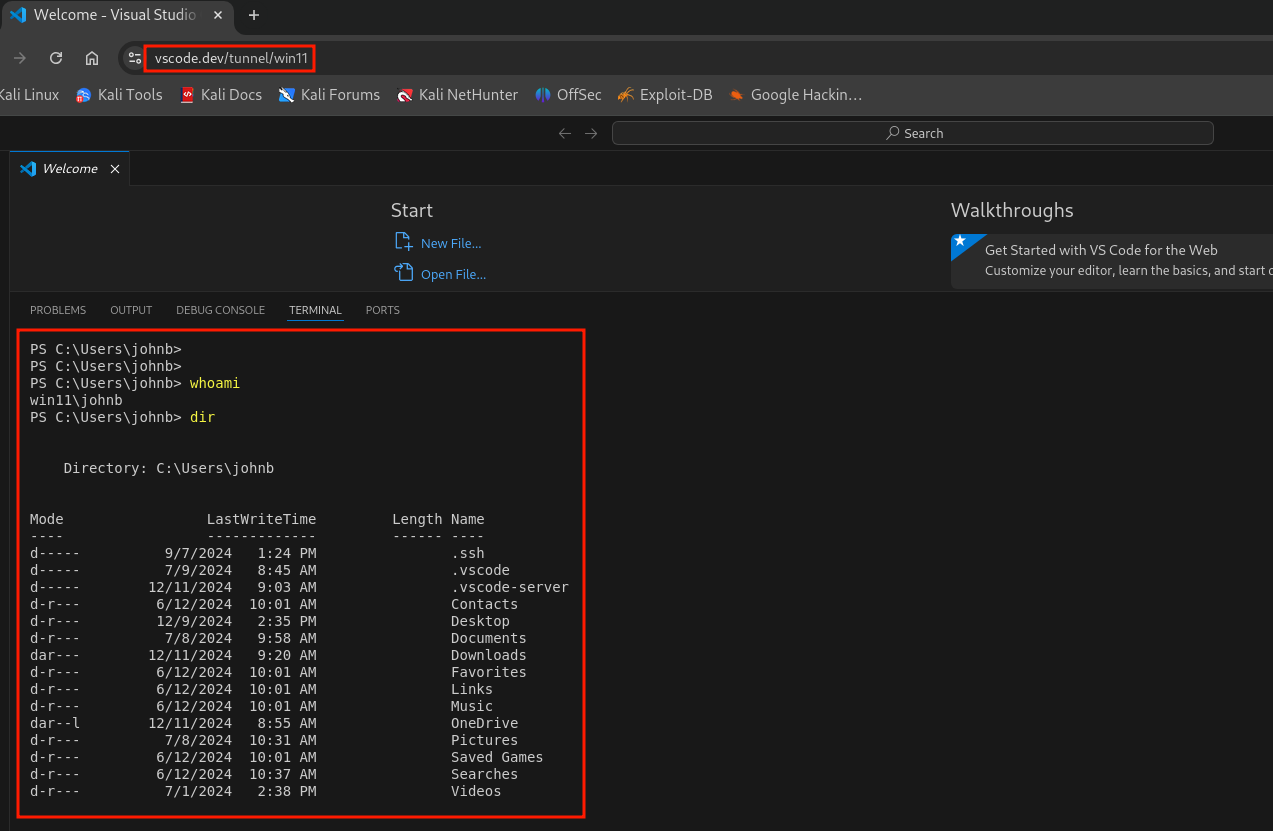 Welcome - Visual Studio
vscode.dev/tunnel/win11
Kali Linux Kali Tools Kali Docs Kali Forums Kali NetHunter OffSec Exploit-DB Google Hackin…
Search
Welcome
Start Walkthroughs
New File...
Open File...
Get Started with VS Code for the Web
Customize your editor, learn the basics, and start
PROBLEMS OUTPUT DEBUG CONSOLE TERMINAL PORTS
PS C:\Users\johnb>
PS C:\Users\johnb>
PS C:\Users\johnb> whoami
win11\johnb
PS C:\Users\johnb> dir
Directory: C:\Users\johnb
Mode LastWriteTime Length Name
---- ------------- ------ ----
d----- 9/7/2024 1:24 PM .ssh
d----- 7/9/2024 8:45 AM .vscode
d----- 12/11/2024 9:03 AM .vscode-server
d-r--- 6/12/2024 10:01 AM Contacts
d-r--- 12/9/2024 2:35 PM Desktop
d-r--- 7/8/2024 9:58 AM Documents
dar--- 12/11/2024 9:20 AM Downloads
d-r--- 6/12/2024 10:01 AM Favorites
d-r--- 6/12/2024 10:01 AM Links
d-r--- 6/12/2024 10:01 AM Music
dar--l 12/11/2024 8:55 AM OneDrive
d-r--- 7/8/2024 10:31 AM Pictures
d-r--- 6/12/2024 10:01 AM Saved Games
d-r--- 6/12/2024 10:37 AM Searches
d-r--- 7/1/2024 2:38 PM Videos